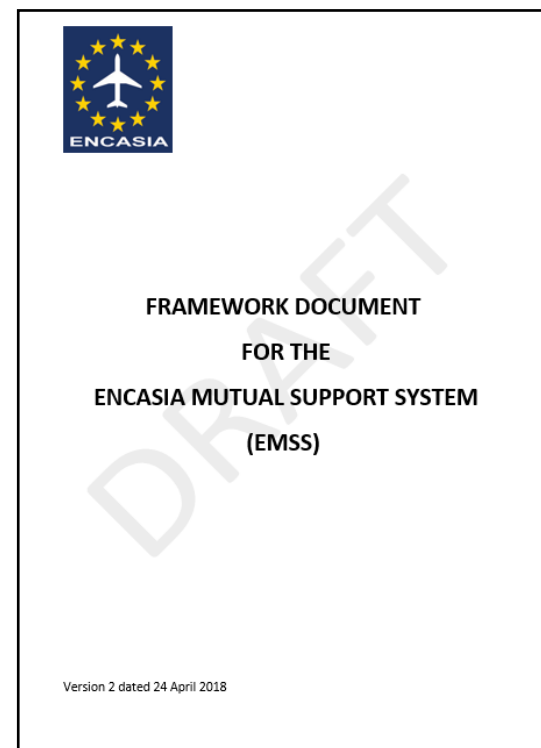 ENCASIA
DRAFT
FRAMEWORK DOCUMENT
FOR THE
ENCASIA MUTUAL SUPPORT SYSTEM
(EMSS)
Version 2 dated 24 April 2018